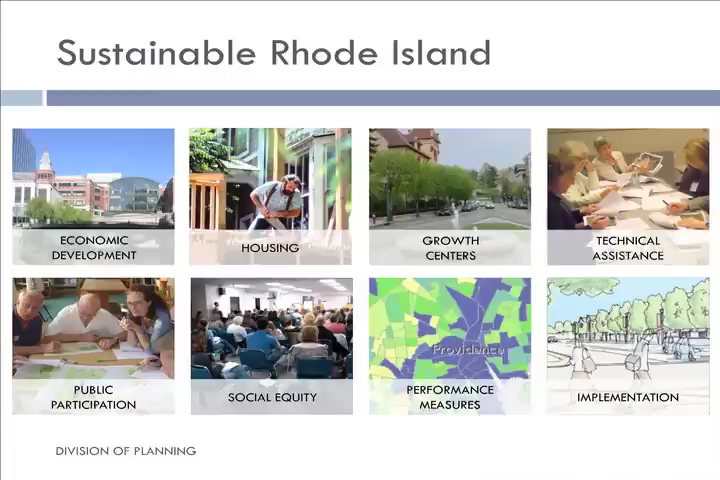 Sustainable Rhode Island
ECONOMIC
DEVELOPMENT
HOUSING
GROWTH
CENTERS
TECHNICAL
ASSISTANCE
PUBLIC
PARTICIPATION
SOCIAL EQUITY
Providence
PERFORMANCE
MEASURES
IMPLEMENTATION
DIVISION OF PLANNING